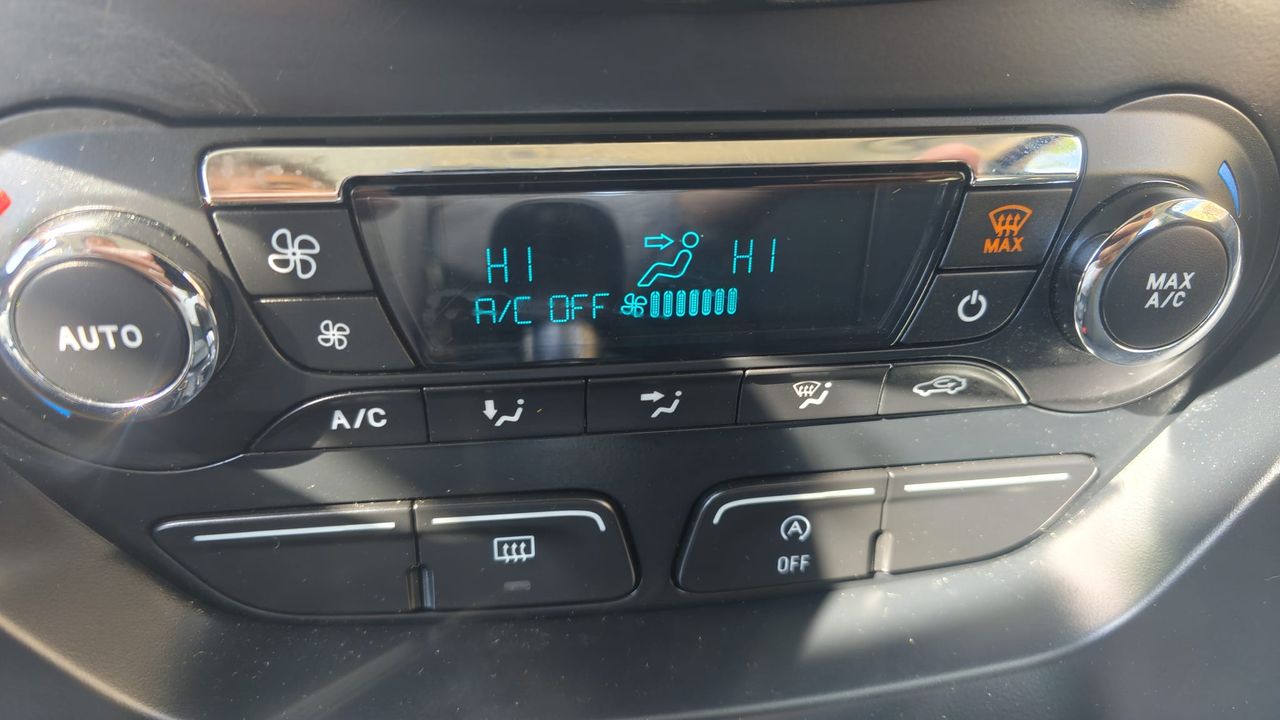 HI HI
A/C OFF
MAX
AUTO
MAX
A/C
A/C
A
OFF